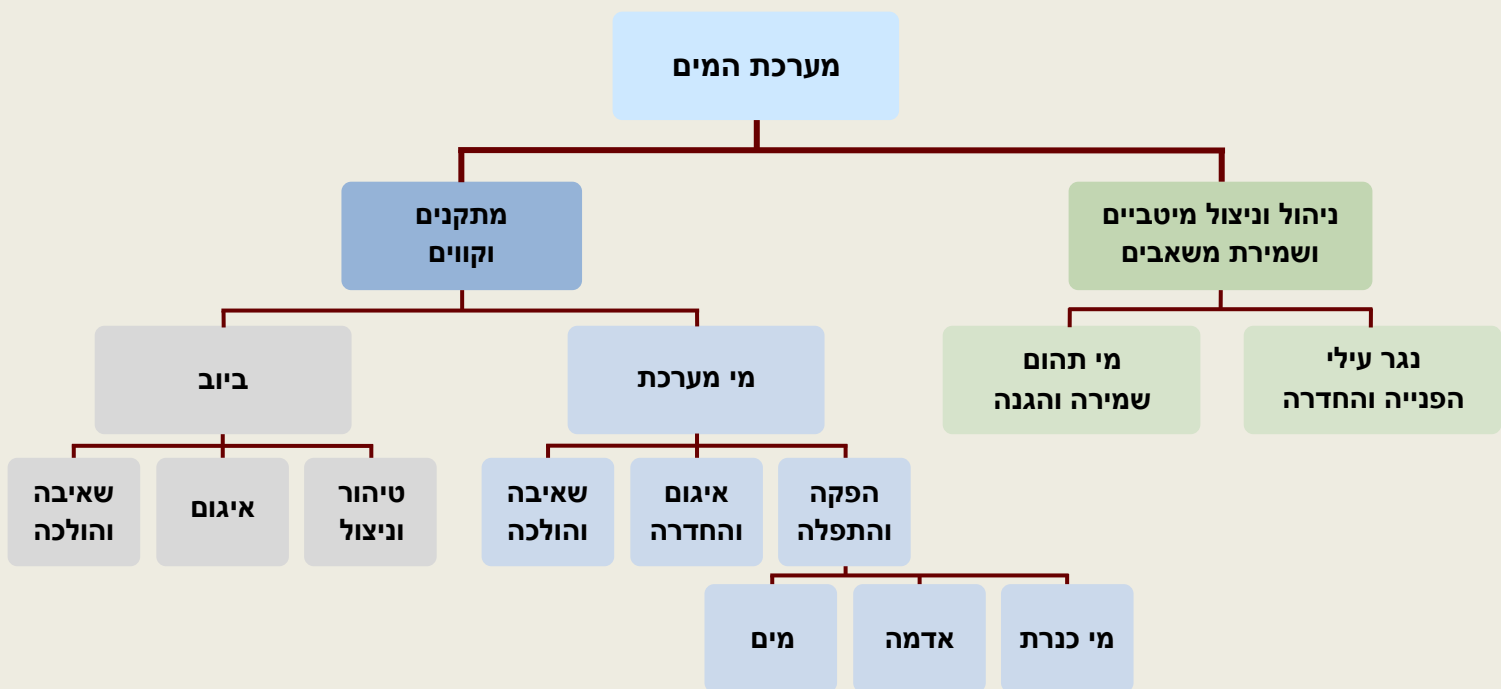 מערכת המים
ניהול וניצול מיטביים
ושמירת משאבים
מתקנים
וקווים
נגר עילי
הפנייה והחדרה
מי תהום
שמירה והגנה
מי מערכת
ביוב
הפקה
והתפלה
איגום
והחדרה
שאיבה
והולכה
טיהור
וניצול
איגום
שאיבה
והולכה
מי כנרת
אדמה
מים